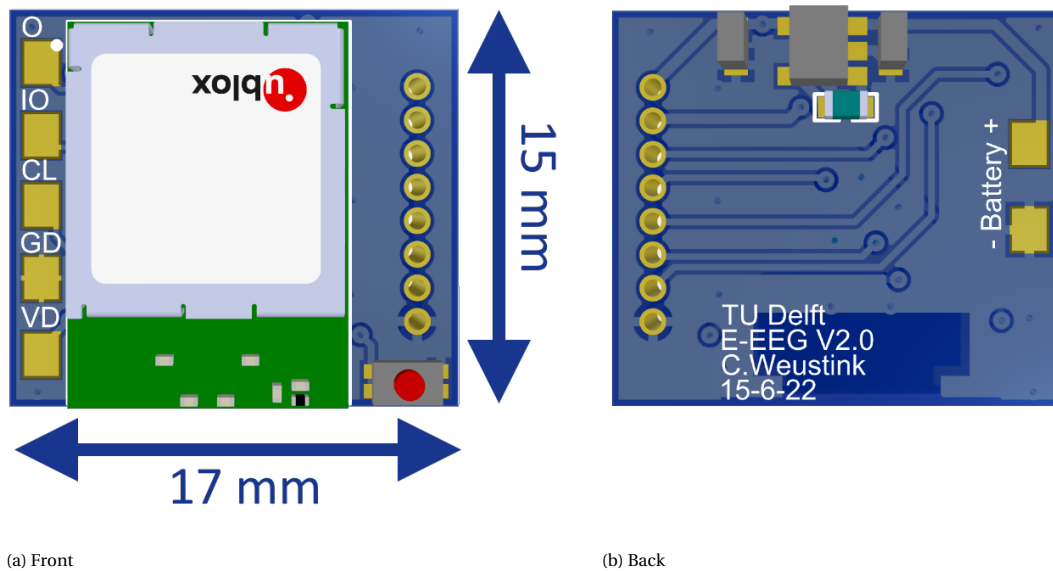 O
IO
CL
GD
VD
ublox
15 mm
17 mm
- Battery +
TU Delft
E-EEG V2.0
C.Weustink
15-6-22
(a) Front
(b) Back